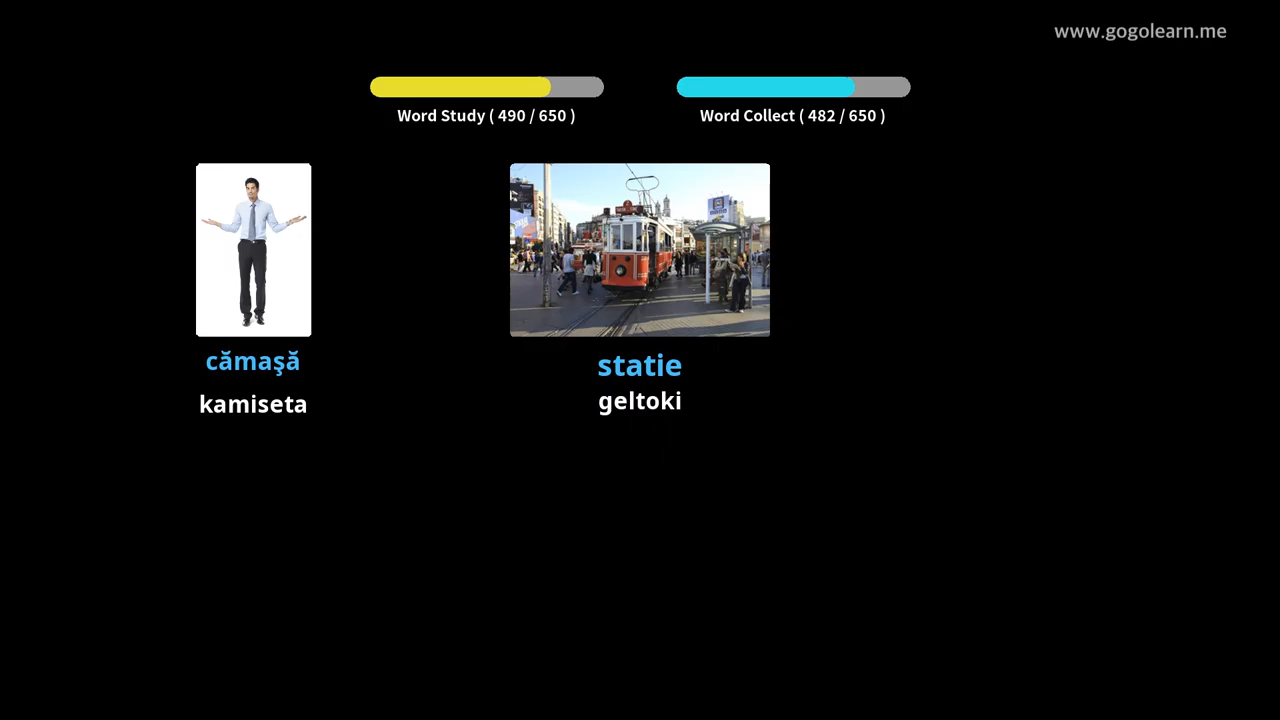 www.gogolearn.me
Word Study ( 490 / 650 )
Word Collect ( 482 / 650 )
cămaşă
kamiseta
statie
geltoki